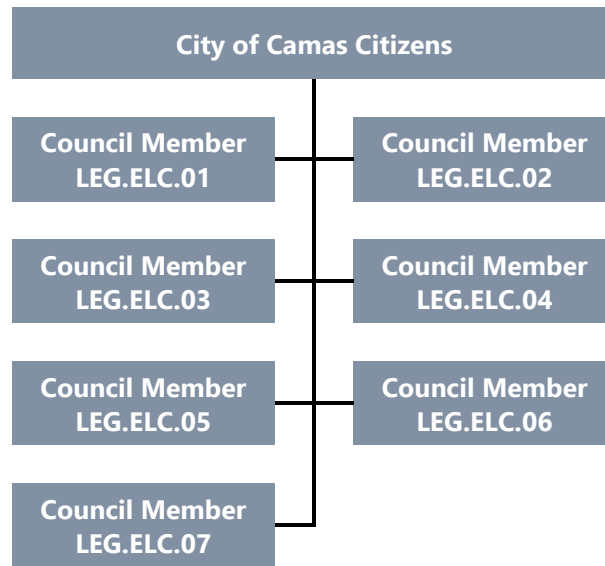 City of Camas Citizens
Council Member
LEG.ELC.01
Council Member
LEG.ELC.02
Council Member
LEG.ELC.03
Council Member
LEG.ELC.04
Council Member
LEG.ELC.05
Council Member
LEG.ELC.06
Council Member
LEG.ELC.07